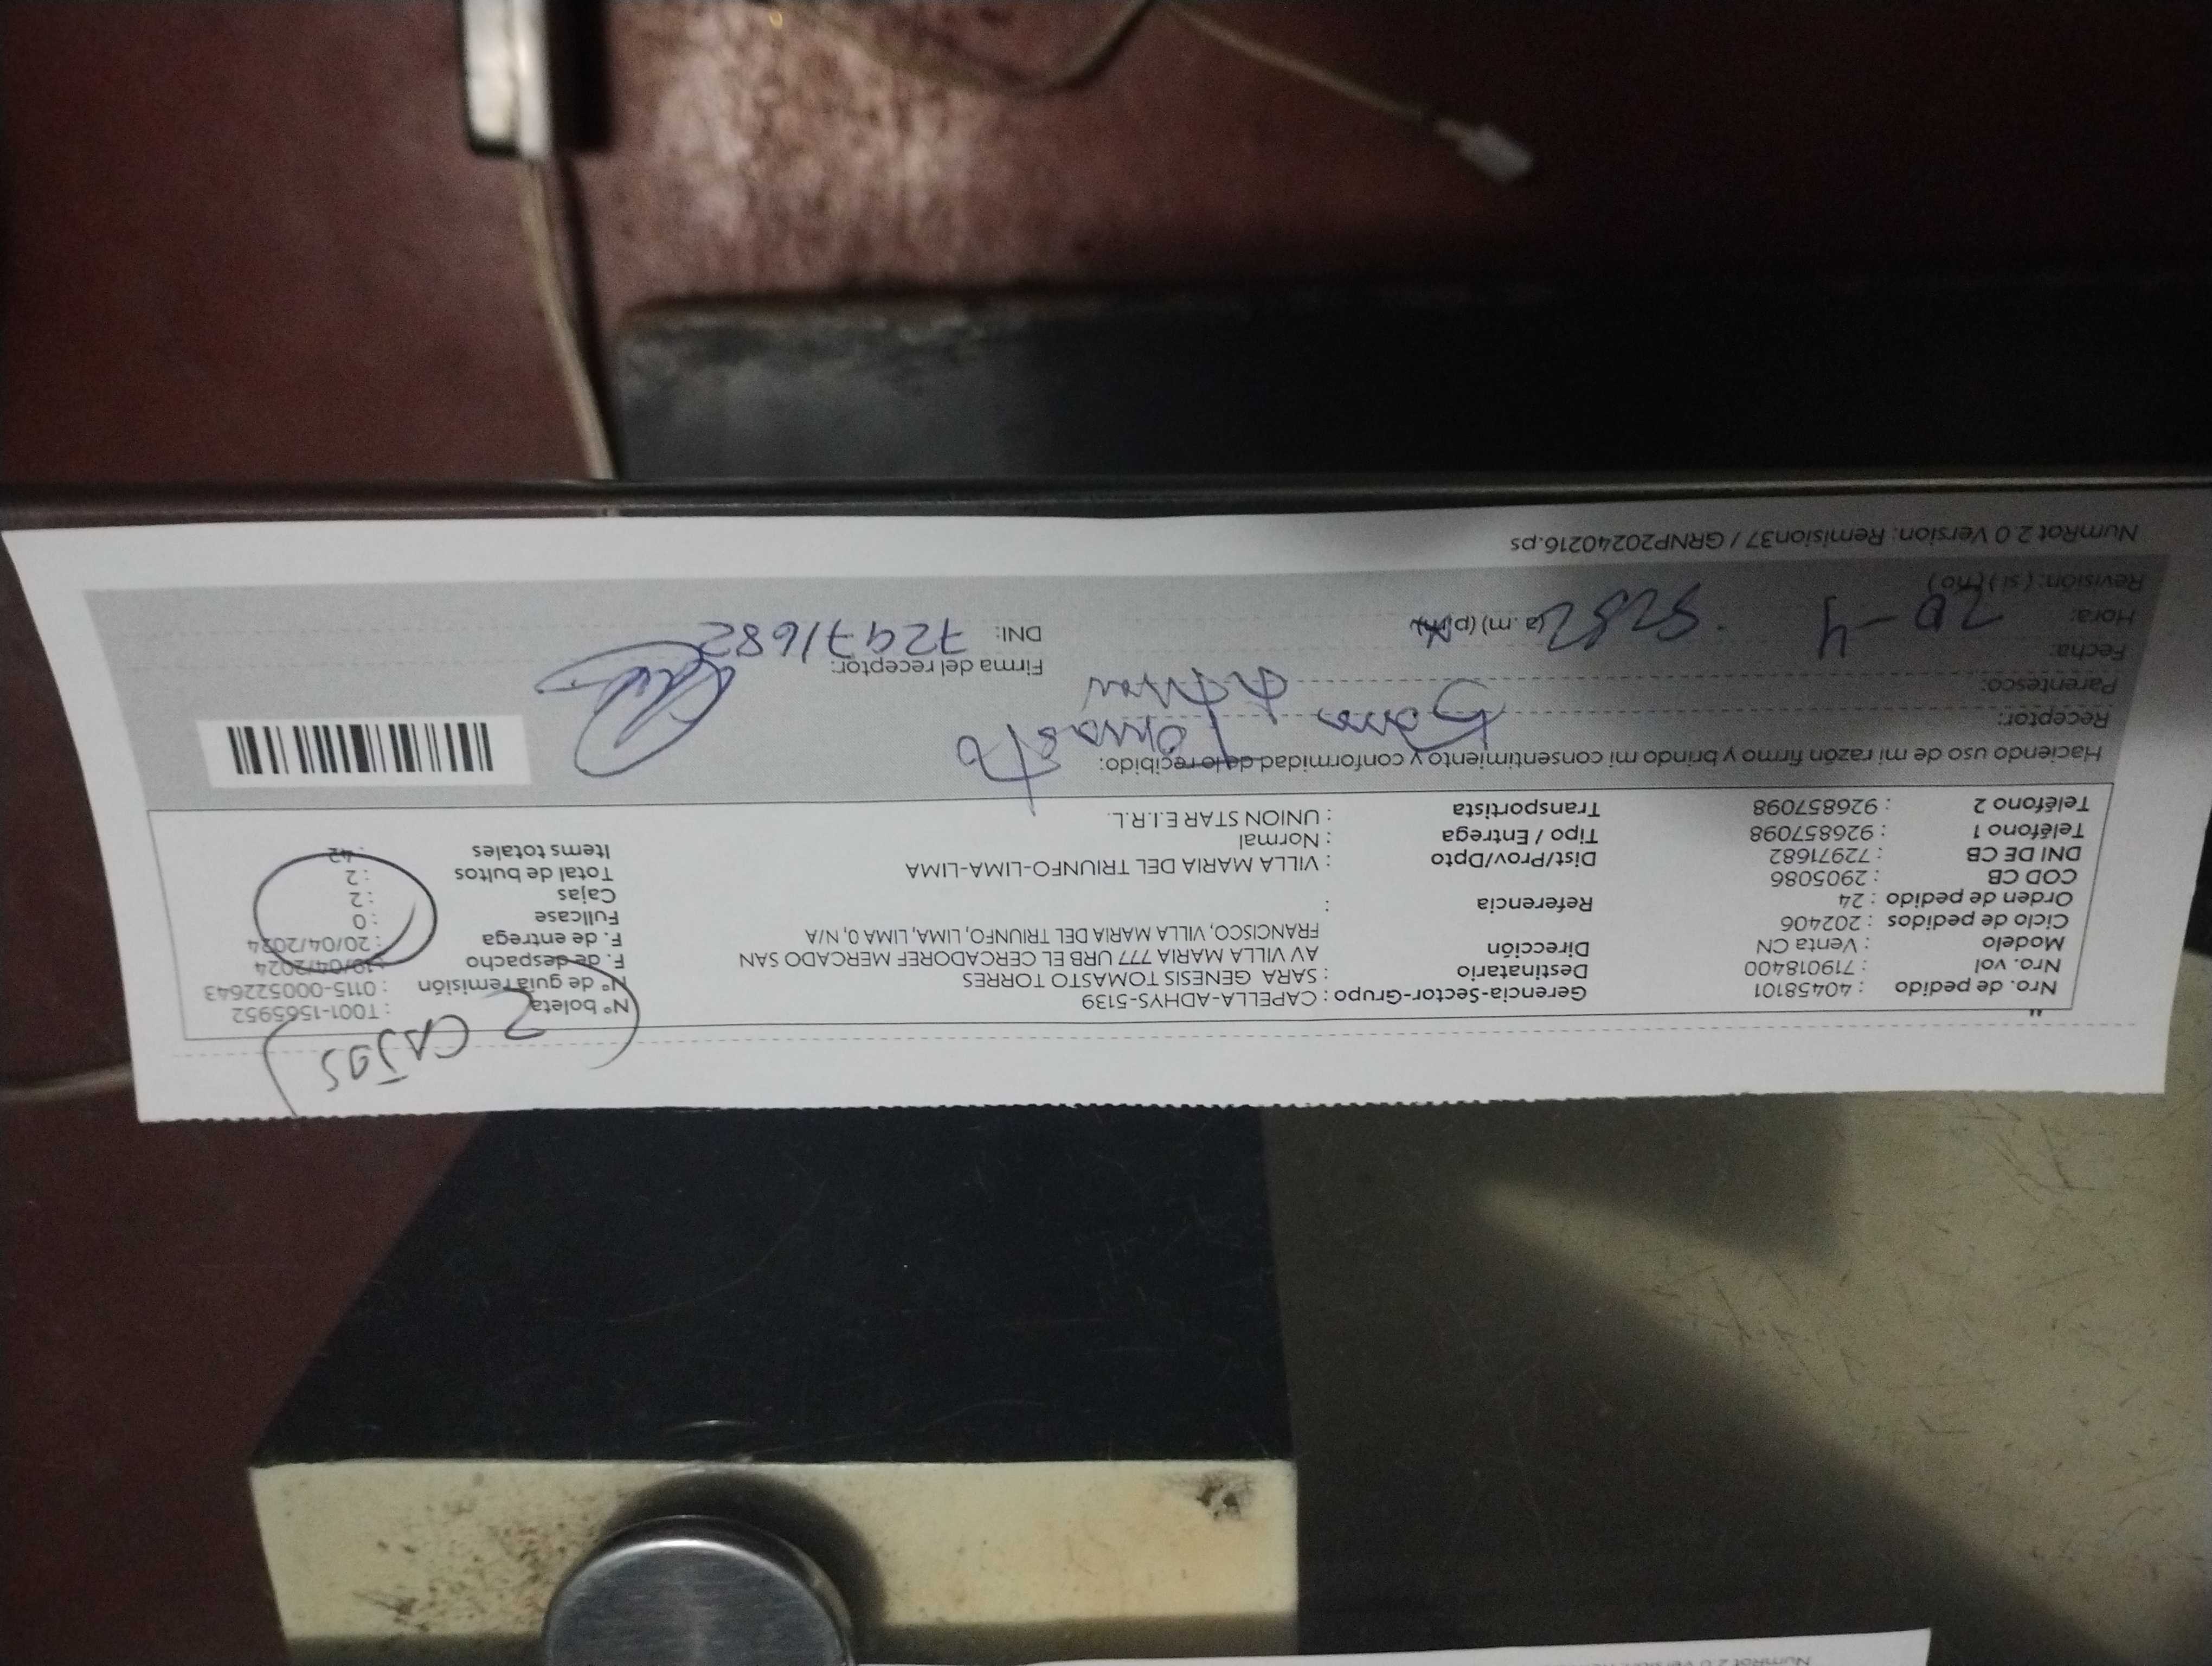 2 CAJAS
Nro. de pedido : 40458101
Nro. vol : 719018400
Modelo : Venta CN
Ciclo de pedidos : 202406
Orden de pedido : 24
COD CB : 2905086
DNI DE CB : 72971682
Teléfono 1 : 926857098
Teléfono 2 : 926857098
Gerencia-Sector-Grupo : CAPELLA-ADHYS-5139
Destinatario : SARA GENESIS TOMASTO TORRES
Dirección AV VILLA MARIA 777 URB EL CERCADOREF MERCADO SAN
FRANCISCO, VILLA MARIA DEL TRIUNFO, LIMA, LIMA 0, N/A
Referencia :
Dist/Prov/Dpto : VILLA MARIA DEL TRIUNFO-LIMA-LIMA
Tipo / Entrega : Normal
Transportista : UNION STAR E.I.R.L.
N° boleta : T001-1565952
N° de guia remisión : 0115-000522643
F. de despacho : 19/04/2024
F. de entrega : 20/04/2024
Fullcase : 0
Cajas : 2
Total de bultos : 2
Items totales : 42
Haciendo uso de mi razón firmo y brindo mi consentimiento y conformidad de lo recibido:
Receptor:
Parentesco:
Fecha: 20-4
Hora: (a.m) (p.m)
Revisión: ( si ) ( no )
Firma del receptor:
DNI: 72971682
NumRot 2.0 Version: Remision37 / GRNP20240216.ps